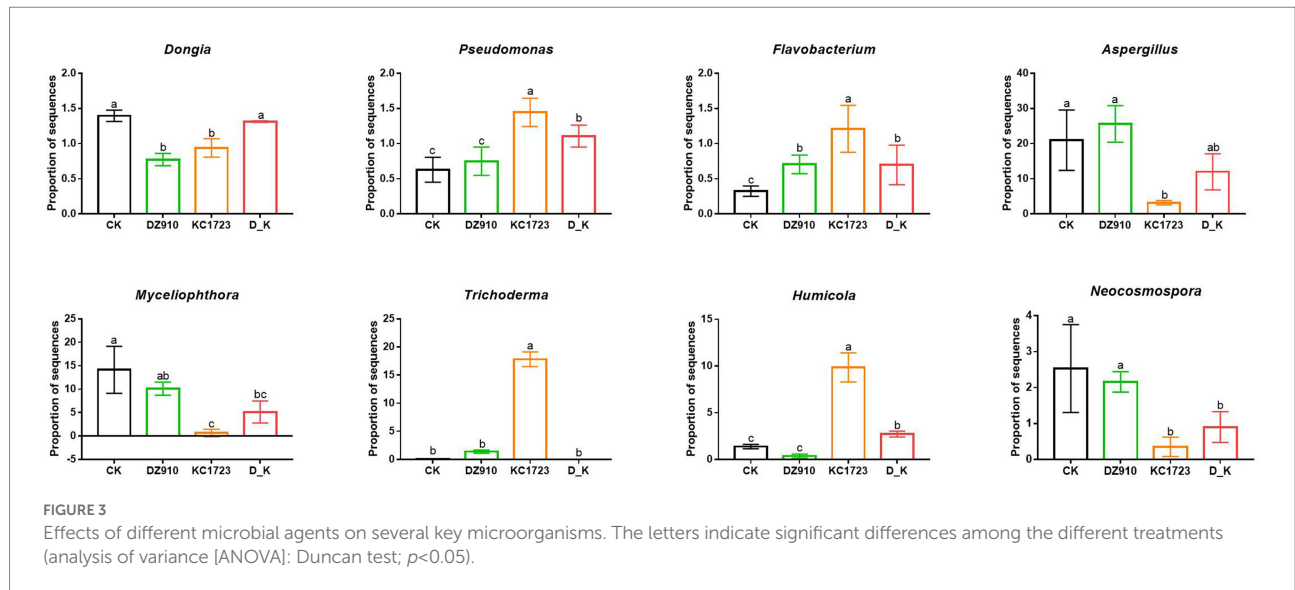 Dongia
Proportion of sequences
2.0
1.5
1.0
0.5
0.0
a
b
b
a
CK DZ910 KC1723 D_K
Pseudomonas
Proportion of sequences
2.0
1.5
1.0
0.5
0.0
c
c
a
b
CK DZ910 KC1723 D_K
Flavobacterium
Proportion of sequences
2.0
1.5
1.0
0.5
0.0
c
b
a
b
CK DZ910 KC1723 D_K
Aspergillus
Proportion of sequences
40
30
20
10
0
a
a
b
ab
CK DZ910 KC1723 D_K
Myceliophthora
Proportion of sequences
25
20
15
10
5
0
-5
a
ab
c
bc
CK DZ910 KC1723 D_K
Trichoderma
Proportion of sequences
25
20
15
10
5
0
b
b
a
b
CK DZ910 KC1723 D_K
Humicola
Proportion of sequences
15
10
5
0
c
c
a
b
CK DZ910 KC1723 D_K
Neocosmospora
Proportion of sequences
4
3
2
1
0
a
a
b
b
CK DZ910 KC1723 D_K
FIGURE 3
Effects of different microbial agents on several key microorganisms. The letters indicate significant differences among the different treatments
(analysis of variance [ANOVA]: Duncan test; p<0.05).